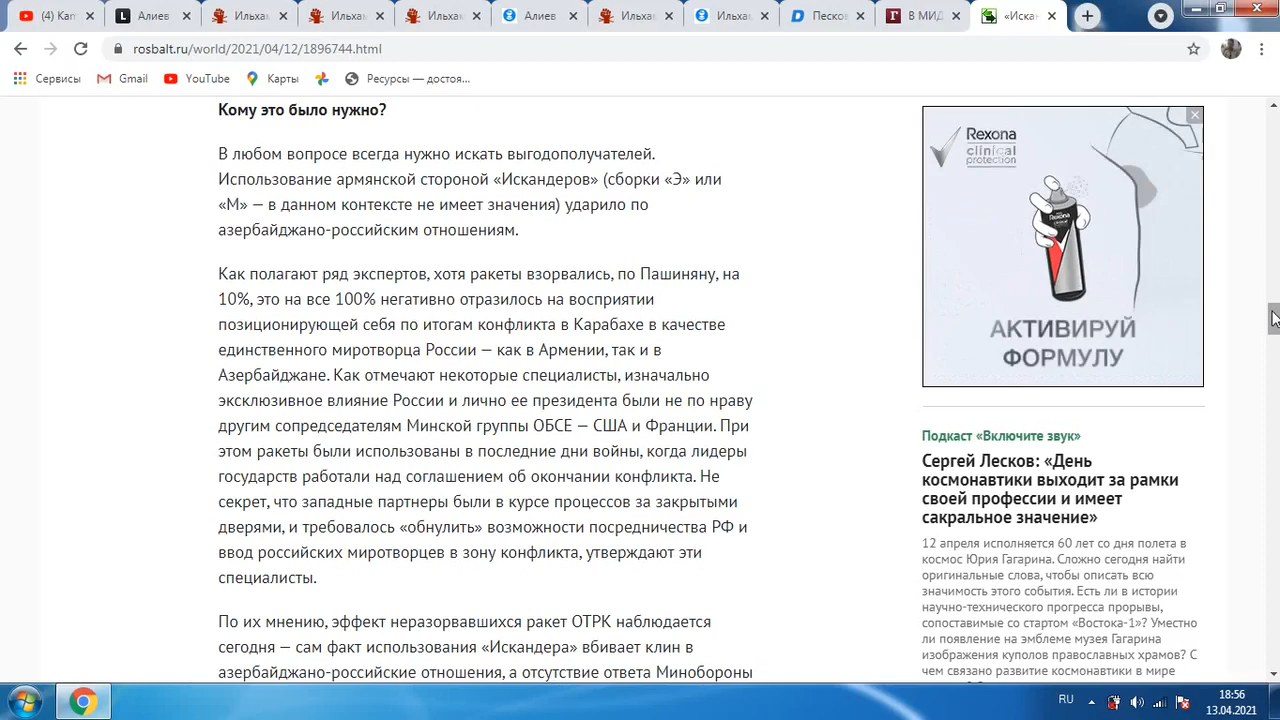 (4) Кам
Алиев
Ильхам
Ильха
Ильхам
Алиев
Ильха
Ильхам
Песков
В МИД
«Искан
rosbalt.ru/world/2021/04/12/1896744.html
Сервисы
Gmail
YouTube
Карты
Ресурсы — достоя...
Кому это было нужно?
В любом вопросе всегда нужно искать выгодополучателей.
Использование армянской стороной «Искандеров» (сборки «Э» или
«М» — в данном контексте не имеет значения) ударило по
азербайджано-российским отношениям.
Как полагают ряд экспертов, хотя ракеты взорвались, по Пашиняну, на
10%, это на все 100% негативно отразилось на восприятии
позиционирующей себя по итогам конфликта в Карабахе в качестве
единственного миротворца России — как в Армении, так и в
Азербайджане. Как отмечают некоторые специалисты, изначально
эксклюзивное влияние России и лично ее президента были не по нраву
другим сопредседателям Минской группы ОБСЕ — США и Франции. При
этом ракеты были использованы в последние дни войны, когда лидеры
государств работали над соглашением об окончании конфликта. Не
секрет, что западные партнеры были в курсе процессов за закрытыми
дверями, и требовалось «обнулить» возможности посредничества РФ и
ввод российских миротворцев в зону конфликта, утверждают эти
специалисты.
По их мнению, эффект неразорвавшихся ракет ОТРК наблюдается
сегодня — сам факт использования «Искандера» вбивает клин в
азербайджано-российские отношения, а отсутствие ответа Минобороны
Rexona
clinical
protection
Rexona
АКТИВИРУЙ
ФОРМУЛУ
Подкаст «Включите звук»
Сергей Лесков: «День
космонавтики выходит за рамки
своей профессии и имеет
сакральное значение»
12 апреля исполняется 60 лет со дня полета в
космос Юрия Гагарина. Сложно сегодня найти
оригинальные слова, чтобы описать всю
значимость этого события. Есть ли в истории
научно-технического прогресса прорывы,
сопоставимые со стартом «Востока-1»? Уместно
ли появление на эмблеме музея Гагарина
изображения куполов православных храмов? С
чем связано развитие космонавтики в мире
RU
18:56
13.04.2021